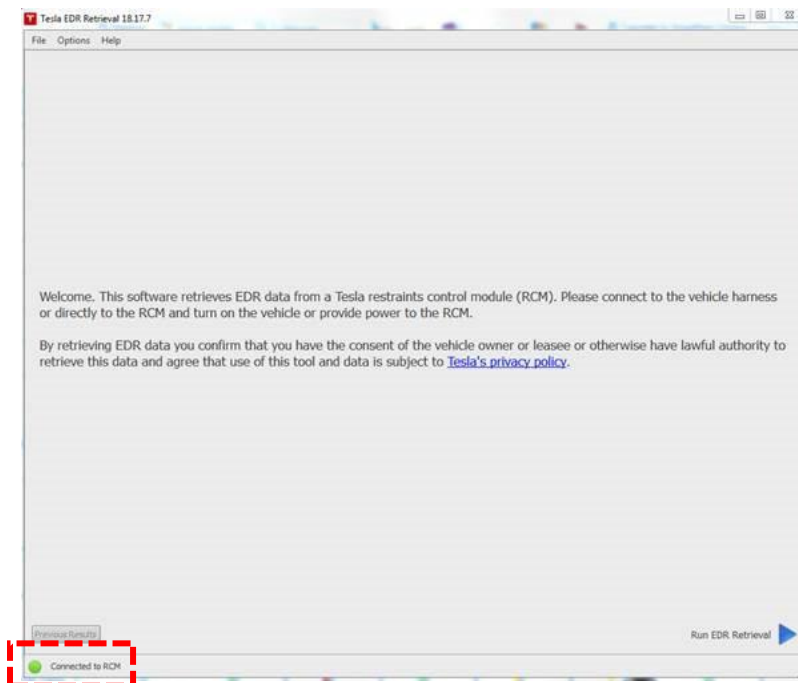 Tesla EDR Retrieval 18.17.7
File Options Help
Welcome. This software retrieves EDR data from a Tesla restraints control module (RCM). Please connect to the vehicle harness
or directly to the RCM and turn on the vehicle or provide power to the RCM.
By retrieving EDR data you confirm that you have the consent of the vehicle owner or leasee or otherwise have lawful authority to
retrieve this data and agree that use of this tool and data is subject to Tesla's privacy policy.
Previous Results
Run EDR Retrieval
Connected to RCM